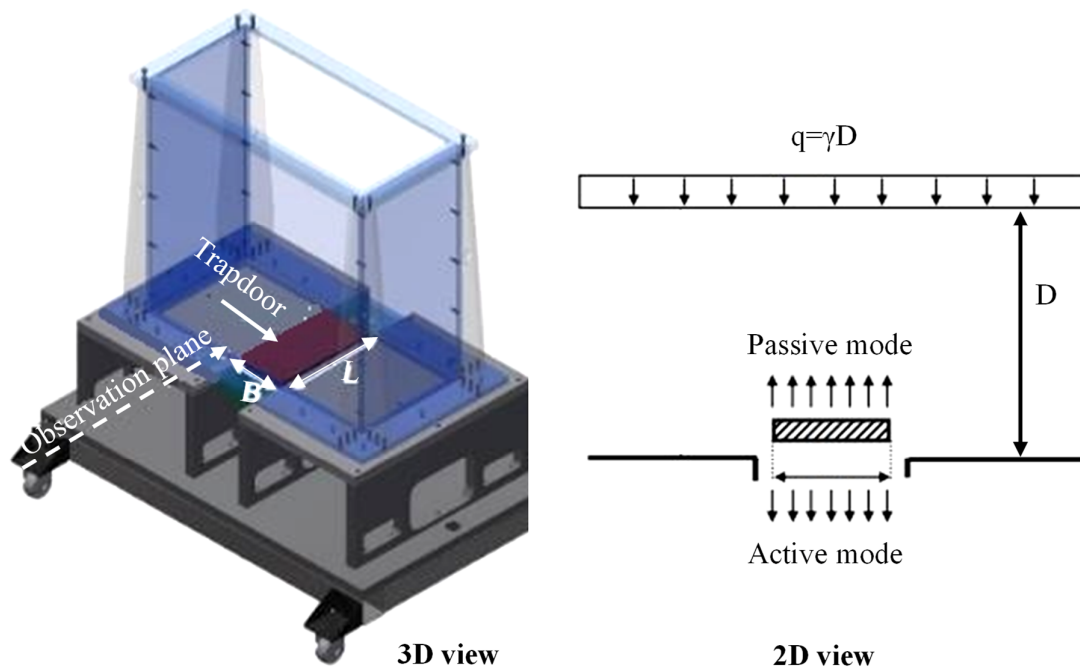 Trapdoor
Observation plane
B
L
3D view
q=γD
D
Passive mode
Active mode
2D view